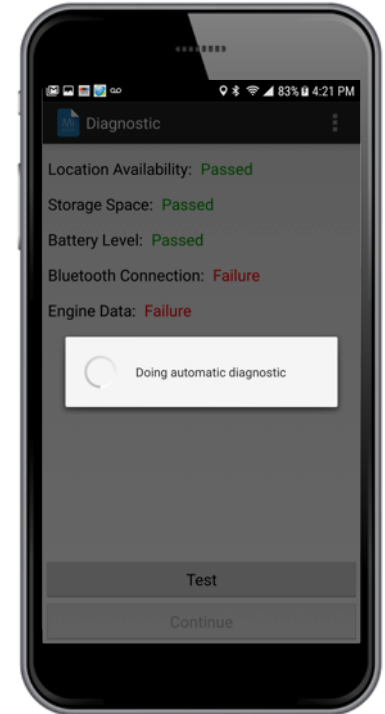 83% 4:21 PM
Mi Diagnostic
Location Availability: Passed
Storage Space: Passed
Battery Level: Passed
Bluetooth Connection: Failure
Engine Data: Failure
Doing automatic diagnostic
Test
Continue